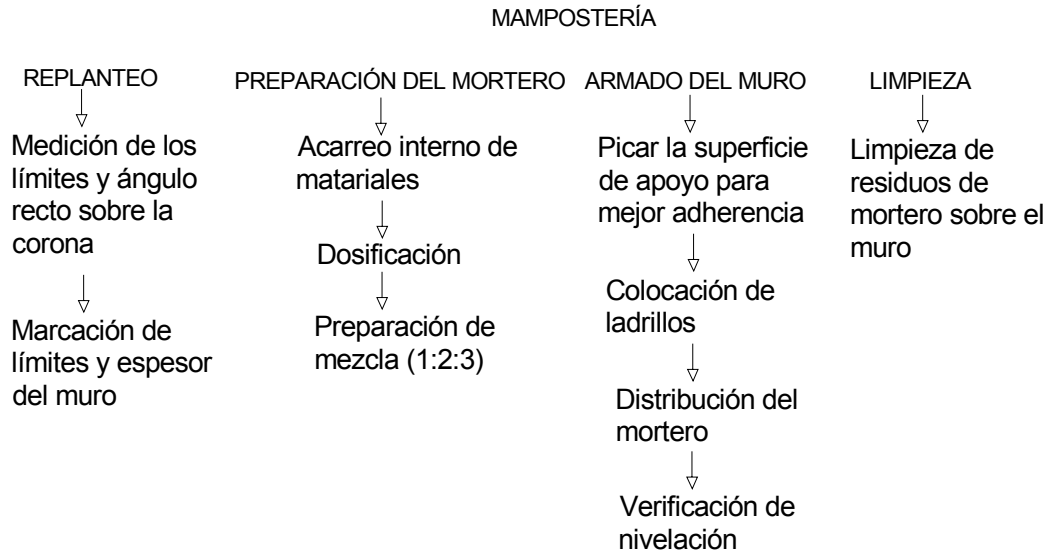 MAMPOSTERÍA
REPLANTEO
Medición de los
límites y ángulo
recto sobre la
corona
Marcación de
límites y espesor
del muro
PREPARACIÓN DEL MORTERO
Acarreo interno de
matariales
Dosificación
Preparación de
mezcla (1:2:3)
ARMADO DEL MURO
Picar la superficie
de apoyo para
mejor adherencia
Colocación de
ladrillos
Distribución del
mortero
Verificación de
nivelación
LIMPIEZA
Limpieza de
residuos de
mortero sobre el
muro